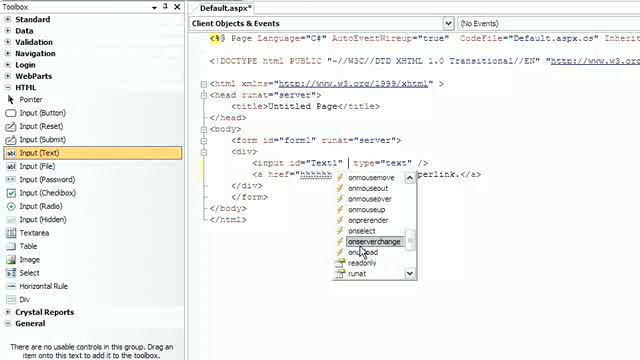 Toolbox
Default.aspx*
Standard
Data
Validation
Navigation
Login
WebParts
HTML
Pointer
Input (Button)
Input (Reset)
Input (Submit)
Input (Text)
Input (File)
Input (Password)
Input (Checkbox)
Input (Radio)
Input (Hidden)
Textarea
Table
Image
Select
Horizontal Rule
Div
Crystal Reports
General
There are no usable controls in this group. Drag an
item onto this text to add it to the toolbox.
Client Objects & Events
(No Events)
<%@ Page Language="C#" AutoEventWireup="true" CodeFile="Default.aspx.cs" Inherit
<!DOCTYPE html PUBLIC "-//W3C//DTD XHTML 1.0 Transitional//EN" "http://www.w3.o
<html xmlns="http://www.w3.org/1999/xhtml" >
<head runat="server">
<title>Untitled Page</title>
</head>
<body>
<form id="form1" runat="server">
<div>
<input id="Text1" type="text" />
<a href="hhhhhh perlink.</a>
</div>
</form>
</body>
</html>
onmousemove
onmouseout
onmouseover
onmouseup
onprerender
onselect
onserverchange
onunload
readonly
runat